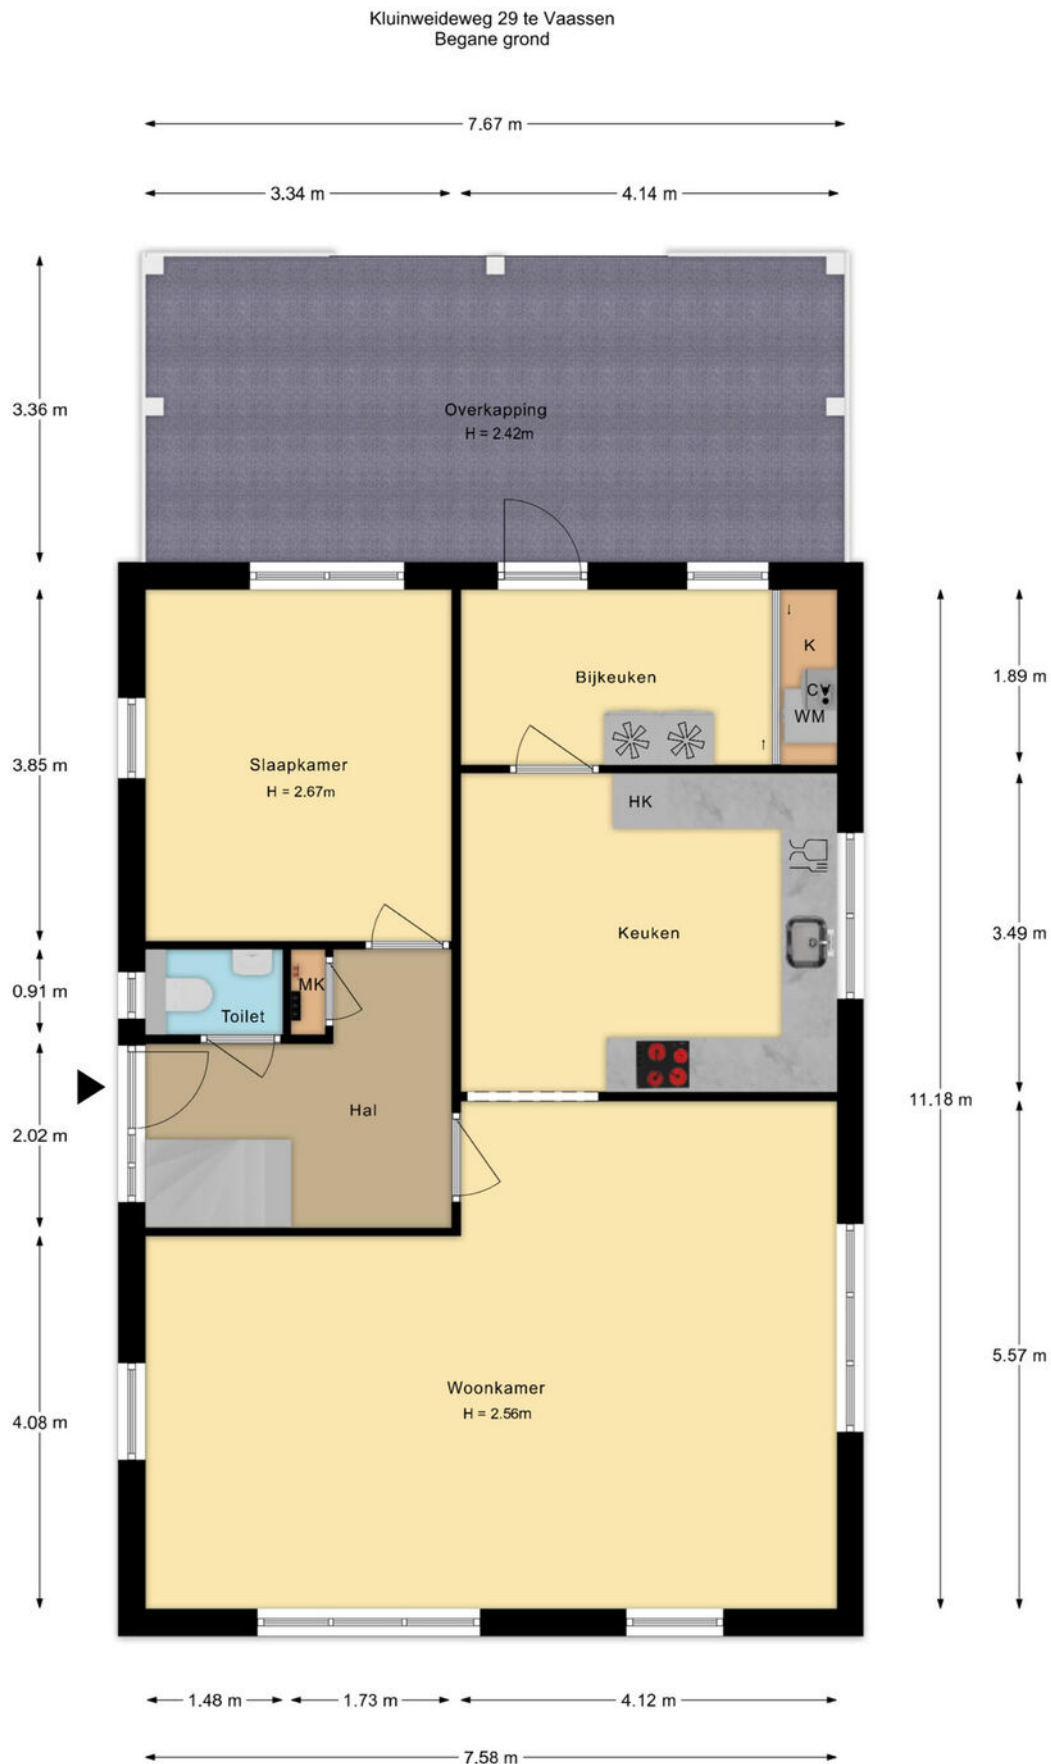 Kluinweideweg 29 te Vaassen
Begane grond
7.67 m
3.34 m
4.14 m
3.36 m
Overkapping
H = 2.42m
K
Bijkeuken
1.89 m
CV
WM
3.85 m
Slaapkamer
H = 2.67m
HK
Keuken
3.49 m
0.91 m
MK
Toilet
11.18 m
Hal
2.02 m
5.57 m
Woonkamer
H = 2.56m
4.08 m
1.48 m
1.73 m
4.12 m
7.58 m